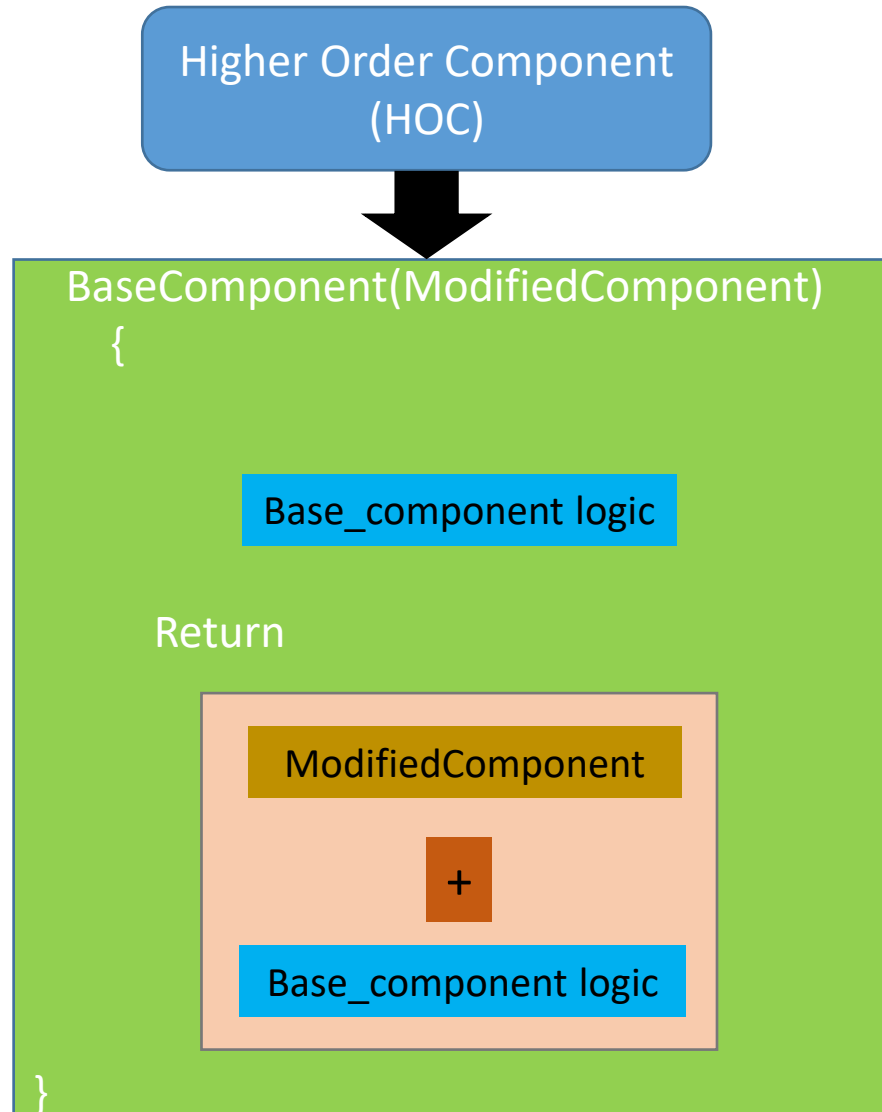 Higher Order Component
(HOC)
BaseComponent(ModifiedComponent)
{
Base_component logic
Return
ModifiedComponent
+
Base_component logic
}